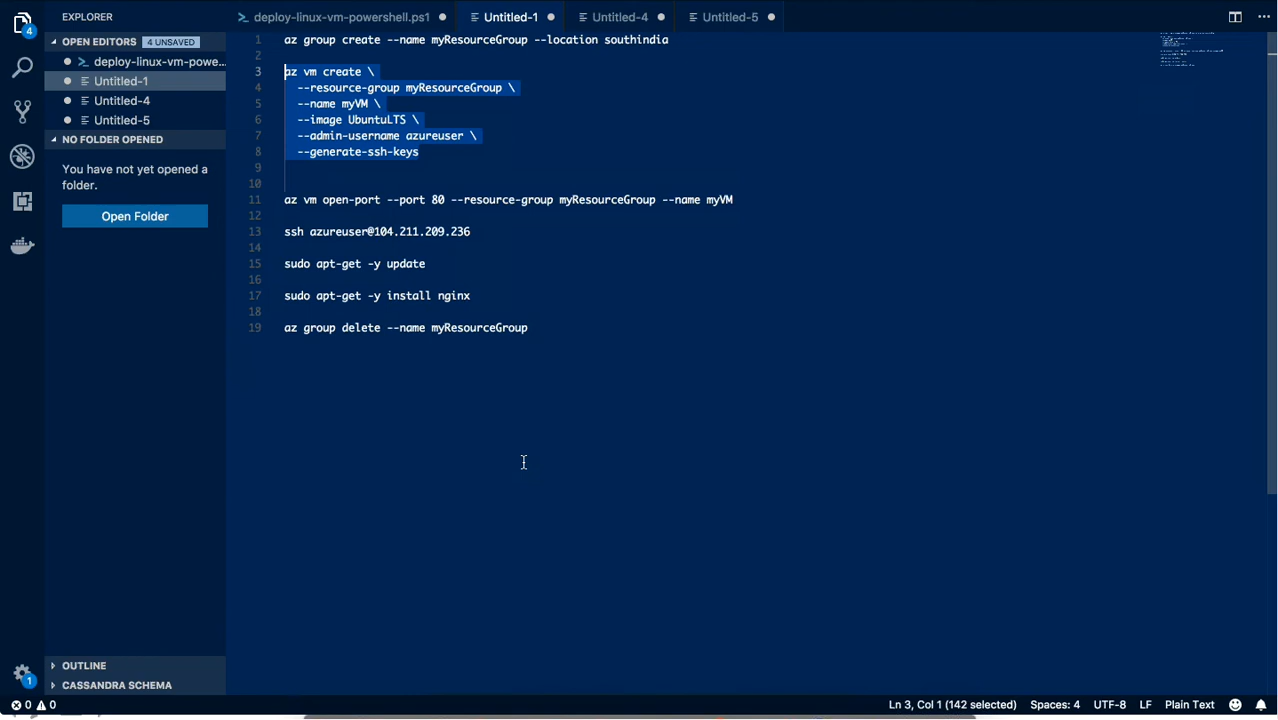 EXPLORER
deploy-linux-vm-powershell.ps1
Untitled-1
Untitled-4
Untitled-5
4
OPEN EDITORS 4 UNSAVED
deploy-linux-vm-powe...
Untitled-1
Untitled-4
Untitled-5
NO FOLDER OPENED
You have not yet opened a
folder.
Open Folder
1 az group create --name myResourceGroup --location southindia
2
3 az vm create \
4 --resource-group myResourceGroup \
5 --name myVM \
6 --image UbuntuLTS \
7 --admin-username azureuser \
8 --generate-ssh-keys
9
10
11 az vm open-port --port 80 --resource-group myResourceGroup --name myVM
12
13 ssh azureuser@104.211.209.236
14
15 sudo apt-get -y update
16
17 sudo apt-get -y install nginx
18
19 az group delete --name myResourceGroup
OUTLINE
CASSANDRA SCHEMA
1
0 0
Ln 3, Col 1 (142 selected)
Spaces: 4
UTF-8
LF
Plain Text